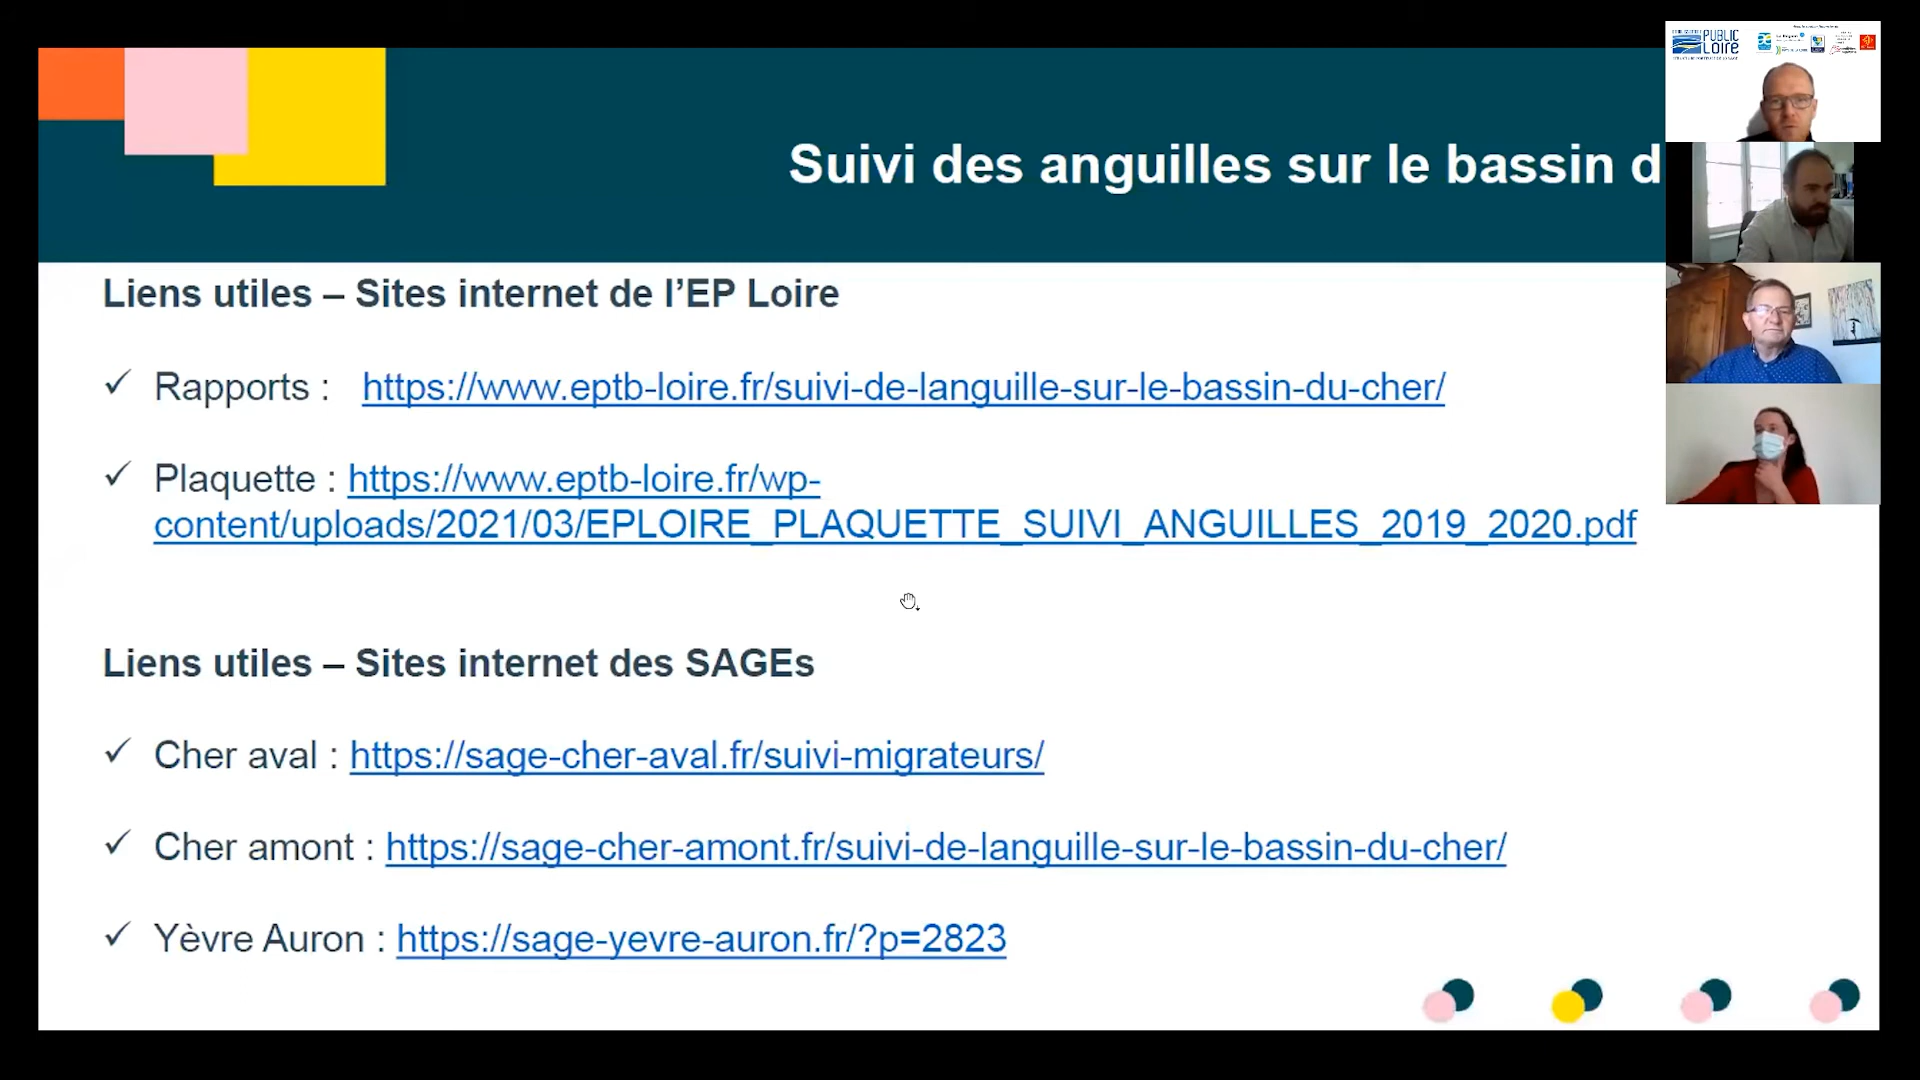 PUBLIC
LOIRE
Suivi des anguilles sur le bassin d
Liens utiles – Sites internet de l’EP Loire
✓ Rapports : https://www.eptb-loire.fr/suivi-de-languille-sur-le-bassin-du-cher/
✓ Plaquette : https://www.eptb-loire.fr/wp-
content/uploads/2021/03/EPLOIRE_PLAQUETTE_SUIVI_ANGUILLES_2019_2020.pdf
Liens utiles – Sites internet des SAGEs
✓ Cher aval : https://sage-cher-aval.fr/suivi-migrateurs/
✓ Cher amont : https://sage-cher-amont.fr/suivi-de-languille-sur-le-bassin-du-cher/
✓ Yèvre Auron : https://sage-yevre-auron.fr/?p=2823